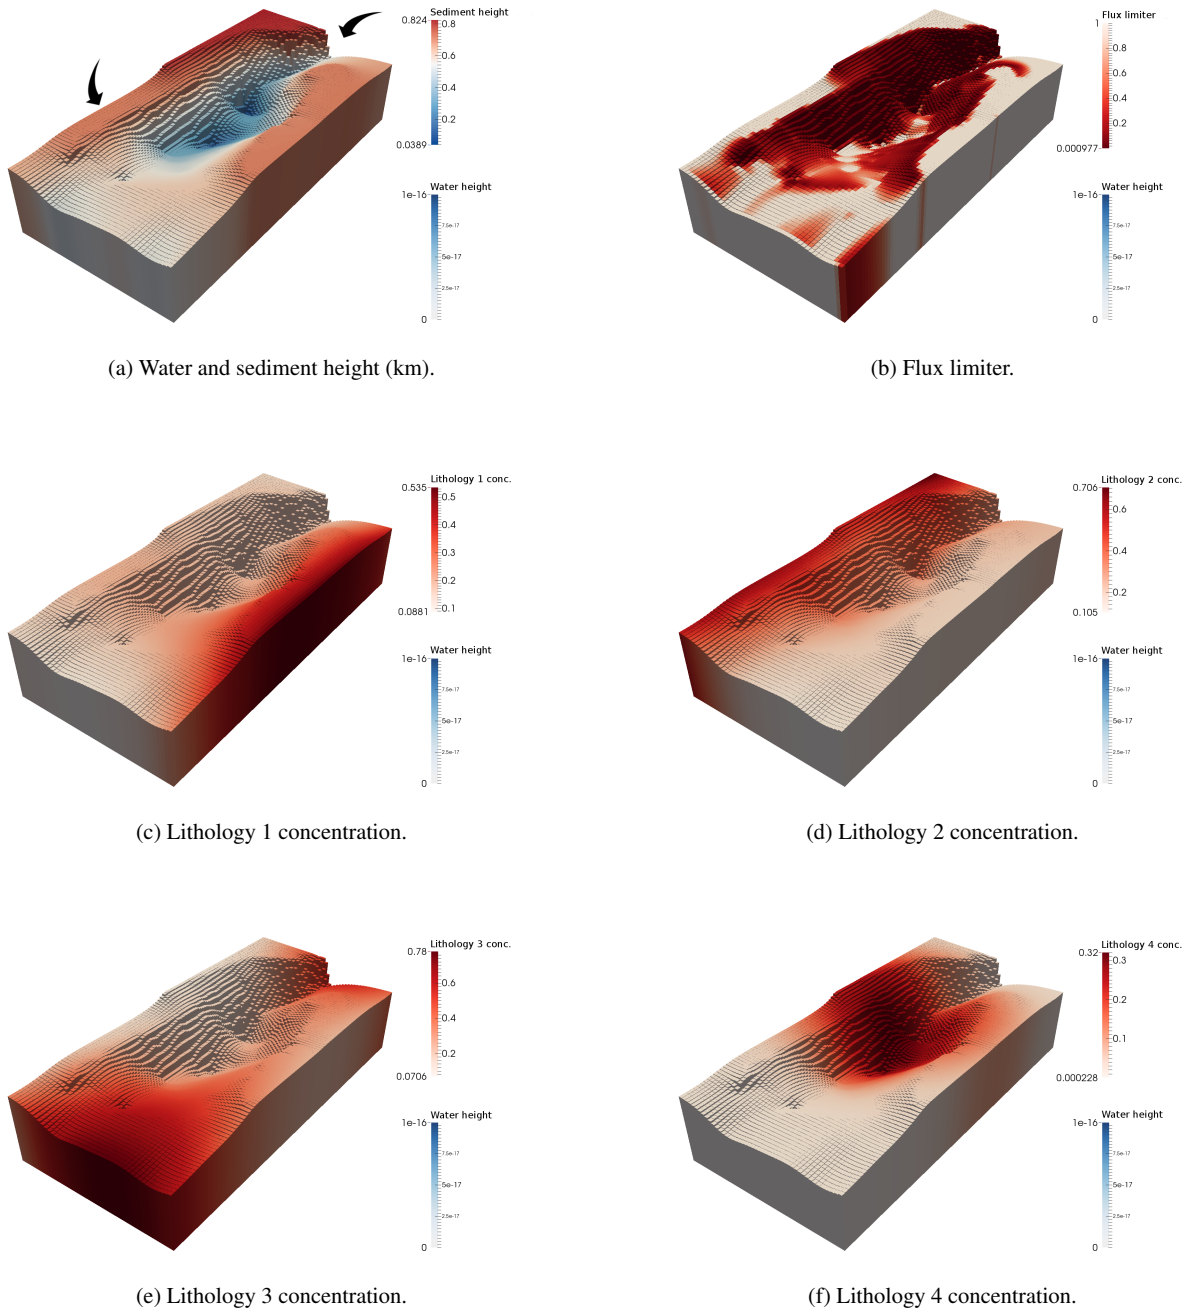 Sediment height
0.824
0.8
0.6
0.4
0.2
0.0389
Water height
1e-16
7.5e-17
5e-17
2.5e-17
0
(a) Water and sediment height (km).
Flux limiter
1
0.8
0.6
0.4
0.2
0.000977
Water height
1e-16
7.5e-17
5e-17
2.5e-17
0
(b) Flux limiter.
Lithology 1 conc.
0.535
0.5
0.4
0.3
0.2
0.1
0.0881
Water height
1e-16
7.5e-17
5e-17
2.5e-17
0
(c) Lithology 1 concentration.
Lithology 2 conc.
0.706
0.6
0.4
0.2
0.105
Water height
1e-16
7.5e-17
5e-17
2.5e-17
0
(d) Lithology 2 concentration.
Lithology 3 conc.
0.78
0.6
0.4
0.2
0.0706
Water height
1e-16
7.5e-17
5e-17
2.5e-17
0
(e) Lithology 3 concentration.
Lithology 4 conc.
0.32
0.3
0.2
0.1
0.000228
Water height
1e-16
7.5e-17
5e-17
2.5e-17
0
(f) Lithology 4 concentration.